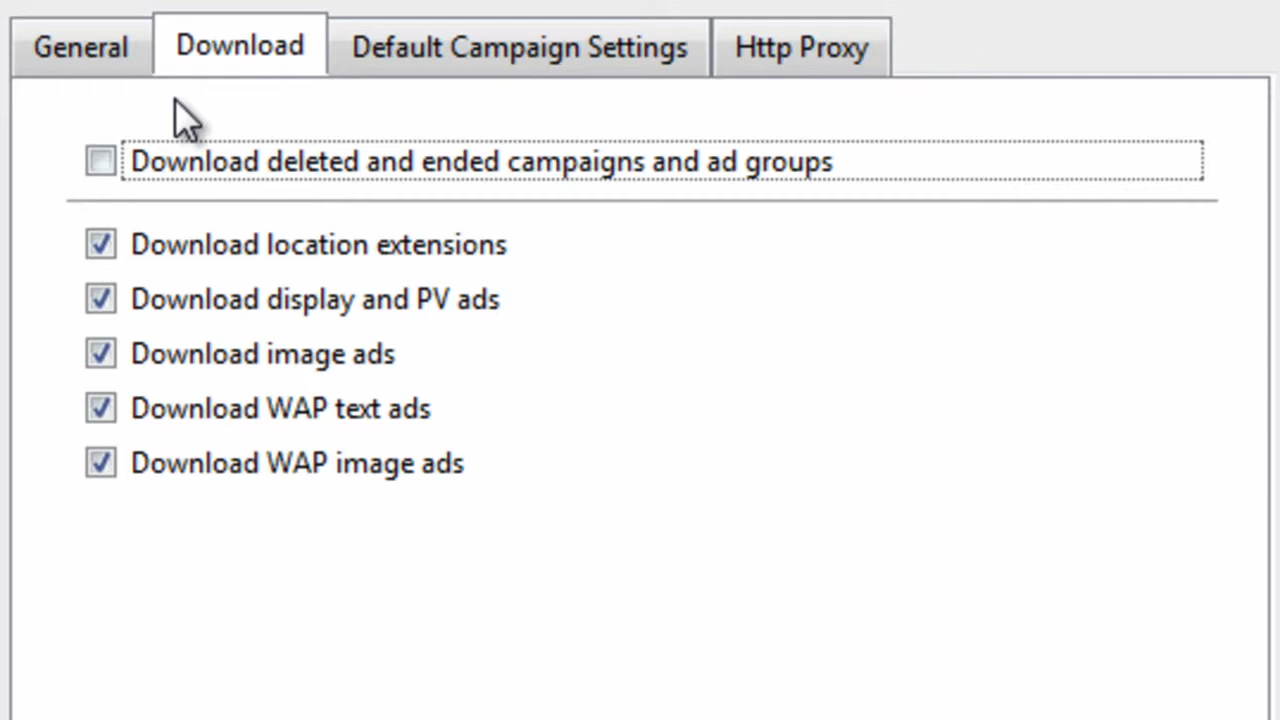 General
Download
Default Campaign Settings
Http Proxy
Download deleted and ended campaigns and ad groups
Download location extensions
Download display and PV ads
Download image ads
Download WAP text ads
Download WAP image ads